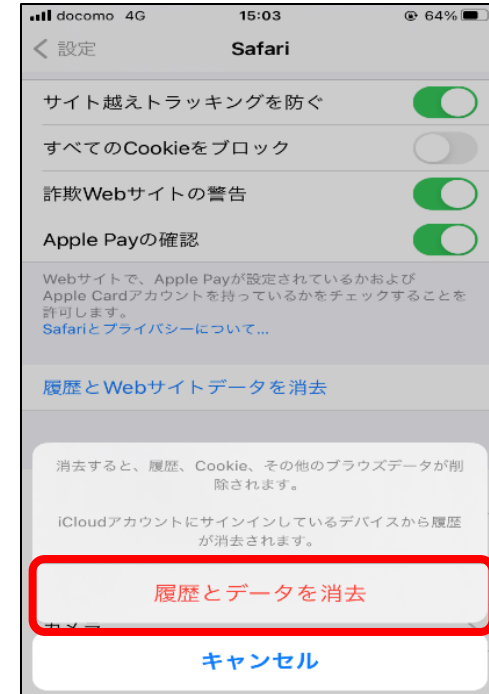 docomo 4G 15:03 64%
設定 Safari
サイト越えトラッキングを防ぐ
すべてのCookieをブロック
詐欺Webサイトの警告
Apple Payの確認
Webサイトで、Apple Payが設定されているかおよび
Apple Cardアカウントを持っているかをチェックすることを
許可します。
Safariとプライバシーについて...
履歴とWebサイトデータを消去
消去すると、履歴、Cookie、その他のブラウズデータが削
除されます。
iCloudアカウントにサインインしているデバイスから履歴
が消去されます。
履歴とデータを消去
カメラ
キャンセル